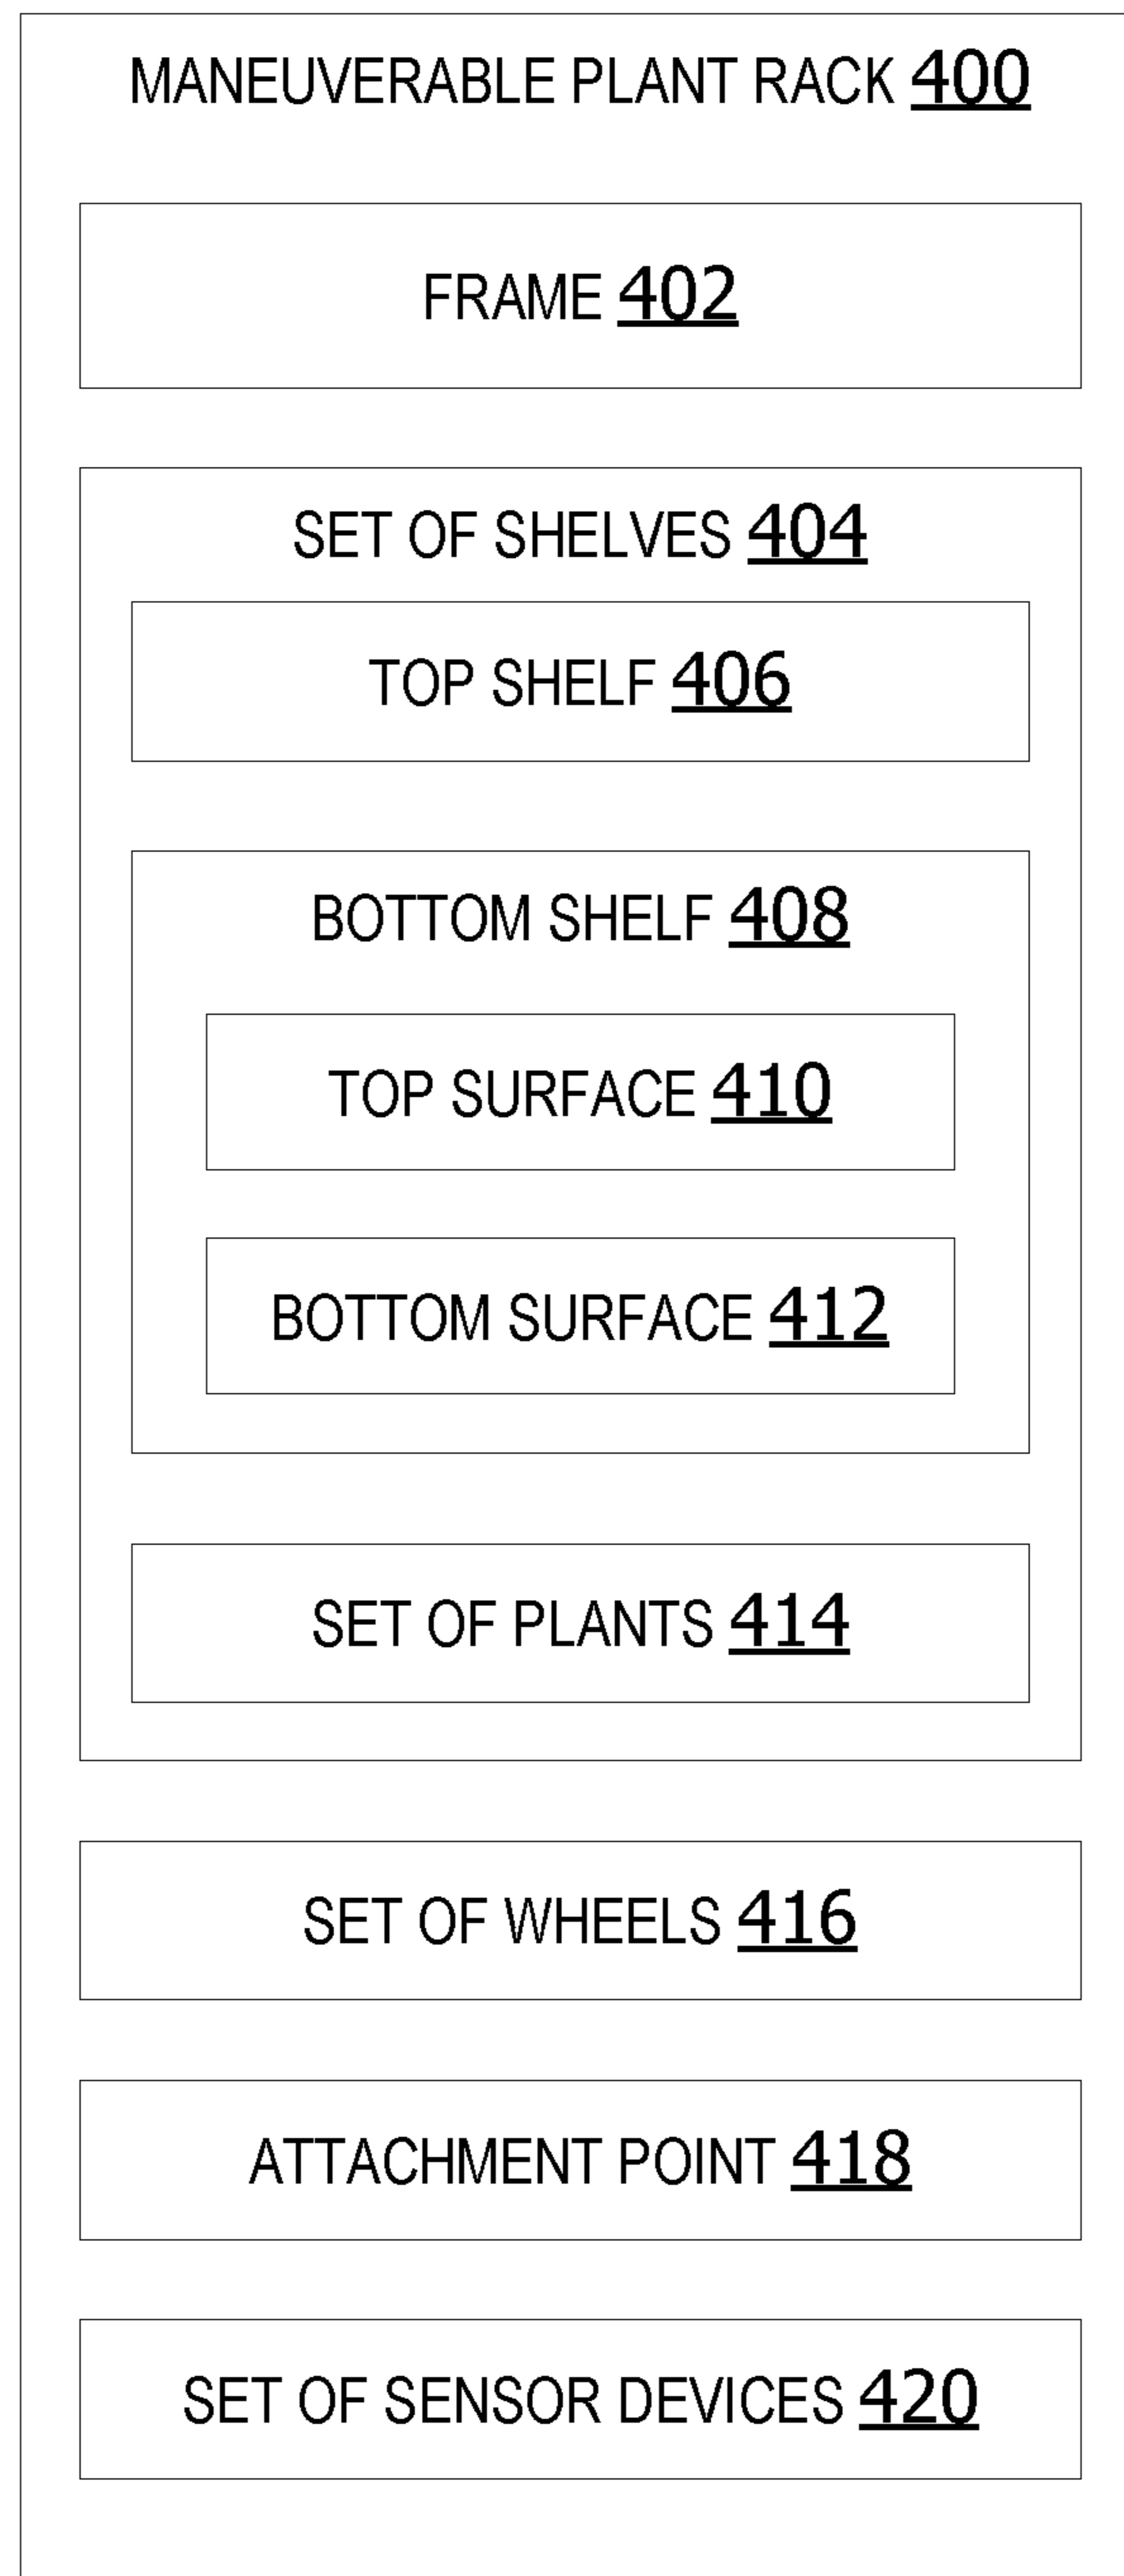 MANEUVERABLE PLANT RACK 400
FRAME 402
SET OF SHELVES 404
TOP SHELF 406
BOTTOM SHELF 408
TOP SURFACE 410
BOTTOM SURFACE 412
SET OF PLANTS 414
SET OF WHEELS 416
ATTACHMENT POINT 418
SET OF SENSOR DEVICES 420